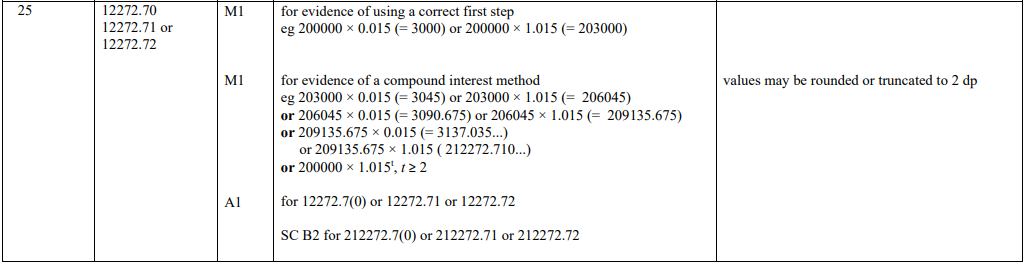 25 12272.70 M1 for evidence of using a correct first step
12272.71 or eg 200000 × 0.015 (= 3000) or 200000 × 1.015 (= 203000)
12272.72
M1 for evidence of a compound interest method values may be rounded or truncated to 2 dp
eg 203000 × 0.015 (= 3045) or 203000 × 1.015 (= 206045)
or 206045 × 0.015 (= 3090.675) or 206045 × 1.015 (= 209135.675)
or 209135.675 × 0.015 (= 3137.035...)
or 209135.675 × 1.015 ( 212272.710...)
or 200000 × 1.015ᵗ, t ≥ 2
A1 for 12272.7(0) or 12272.71 or 12272.72
SC B2 for 212272.7(0) or 212272.71 or 212272.72